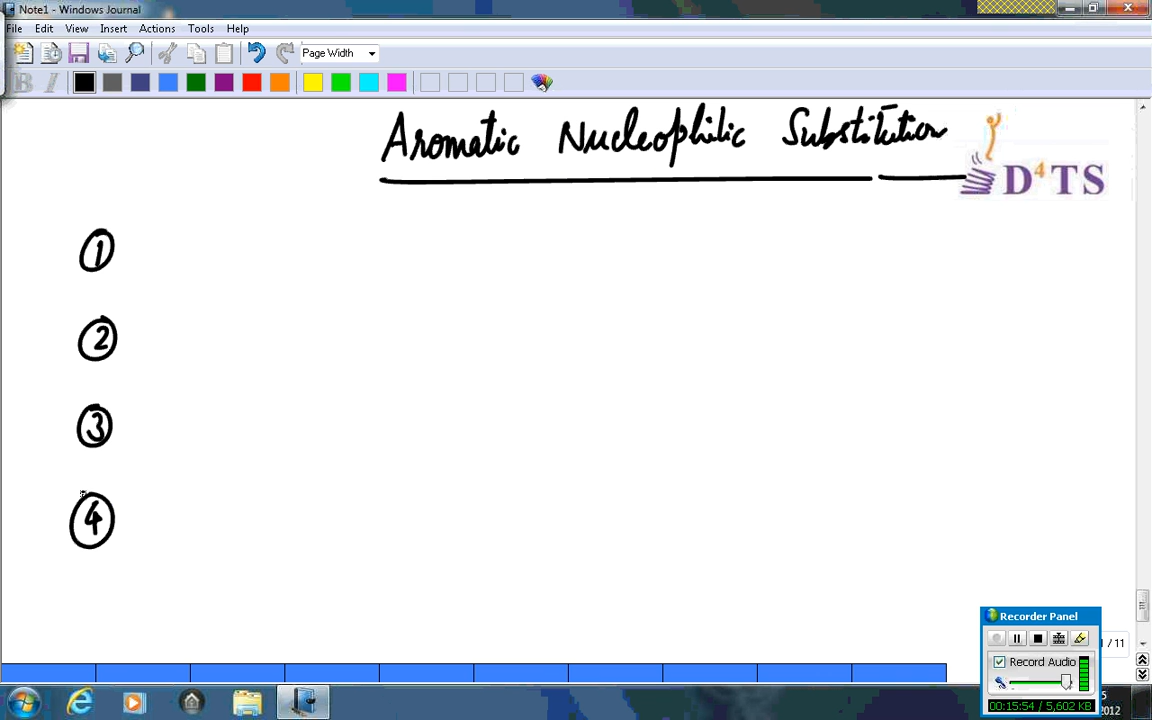 Note1 - Windows Journal
File Edit View Insert Actions Tools Help
Page Width
B I
Aromatic Nucleophilic Substitution
D4TS
1
2
3
4
Recorder Panel
Record Audio
00:15:54 / 5,602 KB
/ 11
5
2012